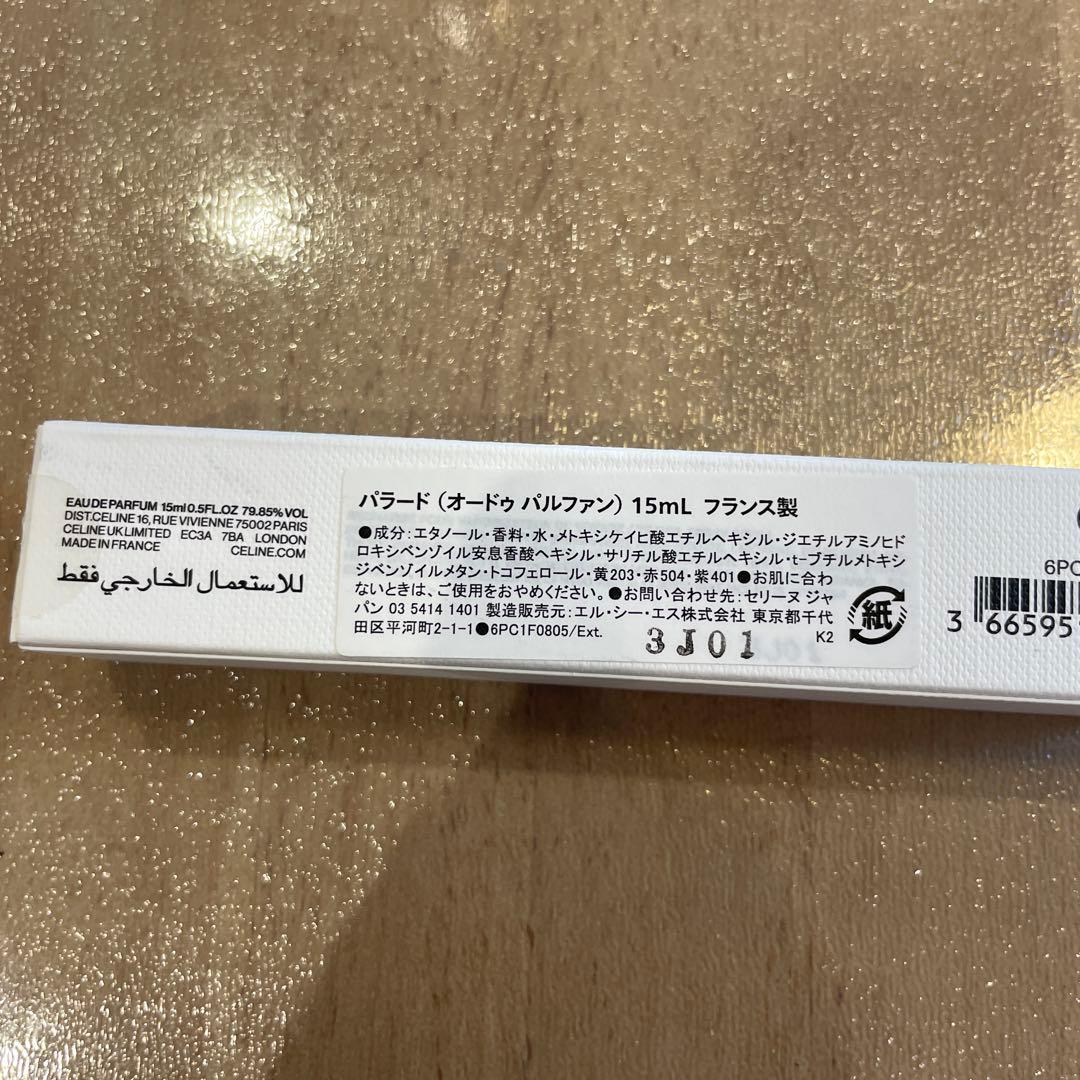 EAU DE PARFUM 15ml 0.5FL.OZ 79.85% VOL
DIST.CELINE 16, RUE VIVIENNE 75002 PARIS
CELINE UK LIMITED EC3A 7BA LONDON
MADE IN FRANCE CELINE.COM
للاستعمال الخارجي فقط
パラード（オードゥ パルファン）15mL フランス製
●成分：エタノール・香料・水・メトキシケイヒ酸エチルヘキシル・ジエチルアミノヒド
ロキシベンゾイル安息香酸ヘキシル・サリチル酸エチルヘキシル・t-ブチルメトキシ
ジベンゾイルメタン・トコフェロール・黄203・赤504・紫401●お肌に合わ
ないときは、ご使用をおやめください。●お問い合わせ先：セリーヌ ジャ
パン 03 5414 1401 製造販売元：エル・シー・エス株式会社 東京都千代
田区平河町2-1-1●6PC1F0805/Ext.
3J01
紙
K2
6PC
3 66595